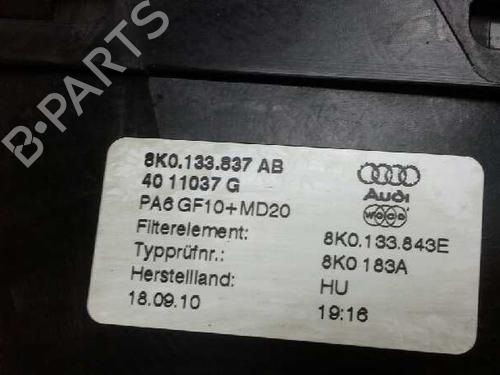 B-PARTS
8K0.133.837 AB
40 11037 G
PA6 GF10+MD20
Audi
WOCO
Filterelement: 8K0.133.843E
Typprüfnr.: 8K0 183A
Herstellland: HU
18.09.10 19:16